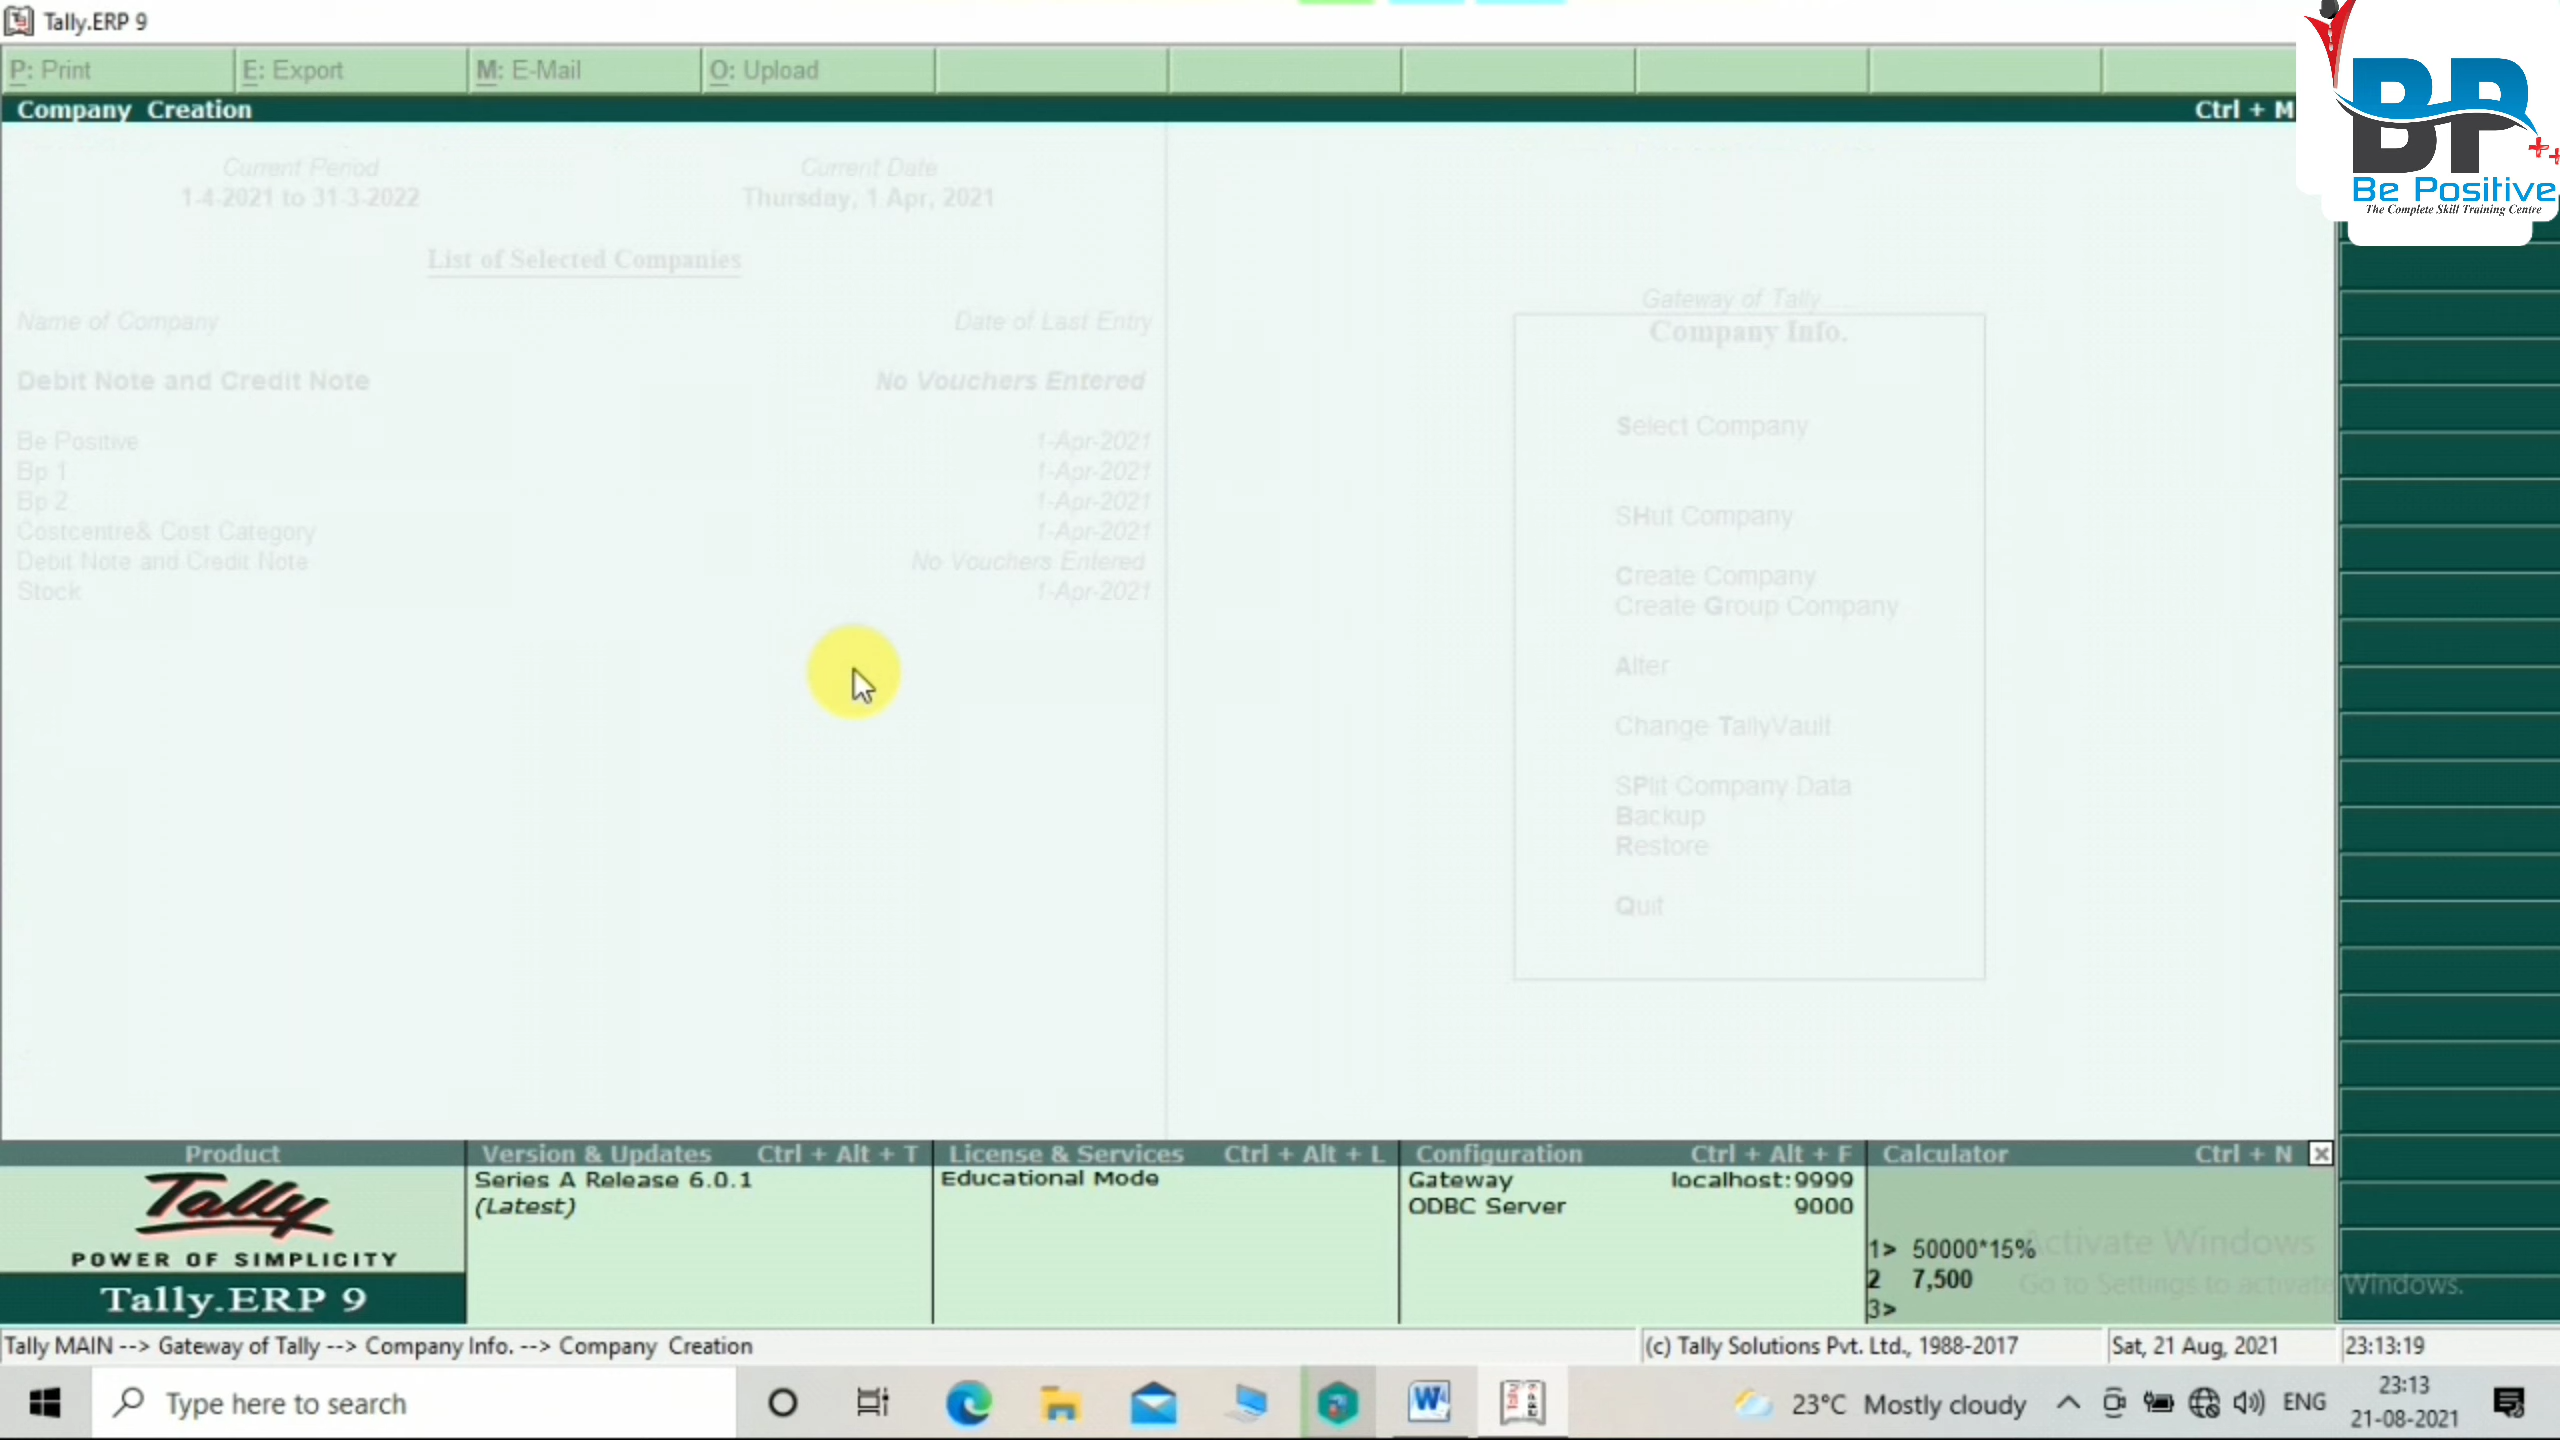 Tally.ERP 9
P: Print E: Export M: E-Mail O: Upload
Company Creation Ctrl + M
BP
Be Positive
The Complete Skill Training Centre
Current Period Current Date
1-4-2021 to 31-3-2022 Thursday, 1 Apr, 2021
List of Selected Companies
Name of Company Date of Last Entry
Debit Note and Credit Note No Vouchers Entered
Be Positive 1-Apr-2021
Bp 1 1-Apr-2021
Bp 2 1-Apr-2021
Costcentre& Cost Category 1-Apr-2021
Debit Note and Credit Note No Vouchers Entered
Stock 1-Apr-2021
Gateway of Tally
Company Info.
Select Company
SHut Company
Create Company
Create Group Company
Alter
Change TallyVault
SPlit Company Data
Backup
Restore
Quit
Product Version & Updates Ctrl + Alt + T License & Services Ctrl + Alt + L Configuration Ctrl + Alt + F Calculator Ctrl + N
Tally
POWER OF SIMPLICITY
Tally.ERP 9
Series A Release 6.0.1
(Latest)
Educational Mode
Gateway localhost:9999
ODBC Server 9000
1> 50000*15%
2 7,500
3>
Activate Windows
Go to Settings to activate Windows.
Tally MAIN --> Gateway of Tally --> Company Info. --> Company Creation (c) Tally Solutions Pvt. Ltd., 1988-2017 Sat, 21 Aug, 2021 23:13:19
Type here to search 23°C Mostly cloudy ENG 23:13
21-08-2021